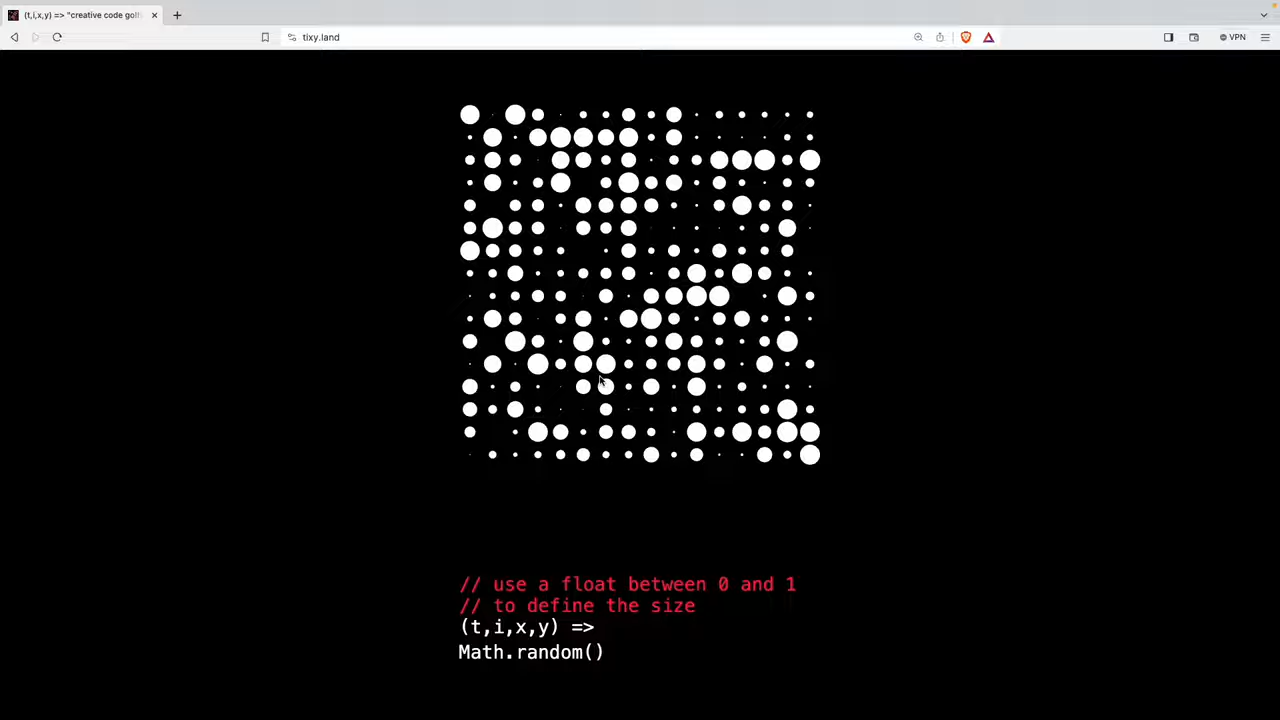 (t,i,x,y) => "creative code golf
tixy.land
VPN
// use a float between 0 and 1
// to define the size
(t,i,x,y) =>
Math.random()